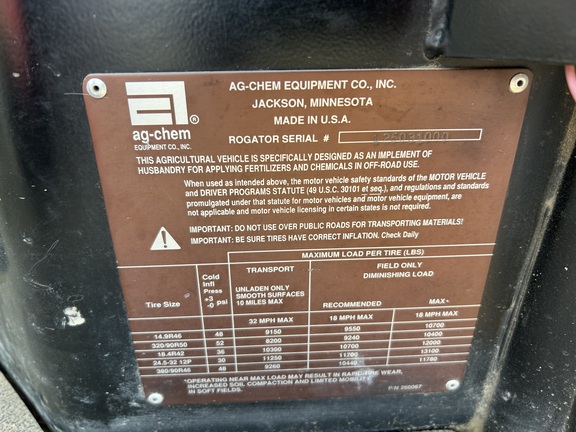 ag-chem ®
EQUIPMENT CO., INC.
AG-CHEM EQUIPMENT CO., INC.
JACKSON, MINNESOTA
MADE IN U.S.A.
ROGATOR SERIAL #
THIS AGRICULTURAL VEHICLE IS SPECIFICALLY DESIGNED AS AN IMPLEMENT OF
HUSBANDRY FOR APPLYING FERTILIZERS AND CHEMICALS IN OFF-ROAD USE.
When used as intended above, the motor vehicle safety standards of the MOTOR VEHICLE
and DRIVER PROGRAMS STATUTE (49 U.S.C. 30101 et seq.), and regulations and standards
promulgated under that statute for motor vehicles and motor vehicle equipment, are
not applicable and motor vehicle licensing in certain states is not required.
IMPORTANT: DO NOT USE OVER PUBLIC ROADS FOR TRANSPORTING MATERIALS!
IMPORTANT: BE SURE TIRES HAVE CORRECT INFLATION. Check Daily
MAXIMUM LOAD PER TIRE (LBS)
Tire Size
Cold
Infl
Press
+3
-0 psi
TRANSPORT
UNLADEN ONLY
SMOOTH SURFACES
10 MILES MAX
32 MPH MAX
FIELD ONLY
DIMINISHING LOAD
RECOMMENDED MAX*
18 MPH MAX 18 MPH MAX
14.9R46 48 9150 9550 10700
320/90R50 52 8200 9240 10400
18.4R42 36 10300 10700 12000
24.5-32 12P 30 11250 11780 13100
380/90R46 48 9260 10440 11760
*OPERATING NEAR MAX LOAD MAY RESULT IN RAPID TIRE WEAR,
INCREASED SOIL COMPACTION AND LIMITED MOBILITY
IN SOFT FIELDS.